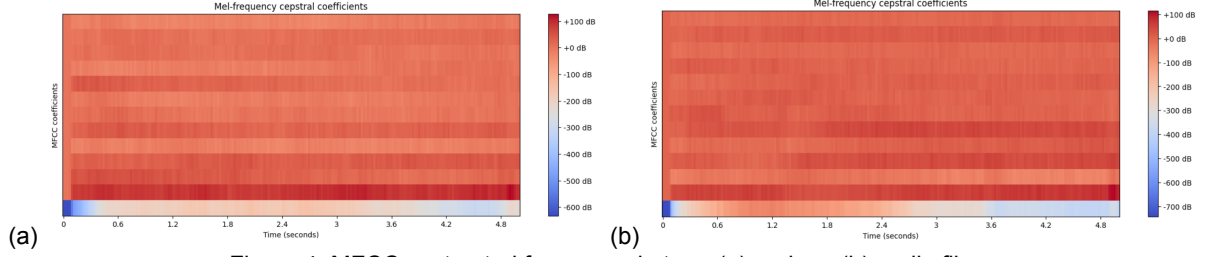 Mel-frequency cepstral coefficients
MFCC coefficients
0 0.6 1.2 1.8 2.4 3 3.6 4.2 4.8
Time (seconds)
+100 dB
+0 dB
-100 dB
-200 dB
-300 dB
-400 dB
-500 dB
-600 dB
(a)
Mel-frequency cepstral coefficients
MFCC coefficients
0 0.6 1.2 1.8 2.4 3 3.6 4.2 4.8
Time (seconds)
+100 dB
+0 dB
-100 dB
-200 dB
-300 dB
-400 dB
-500 dB
-600 dB
-700 dB
(b)